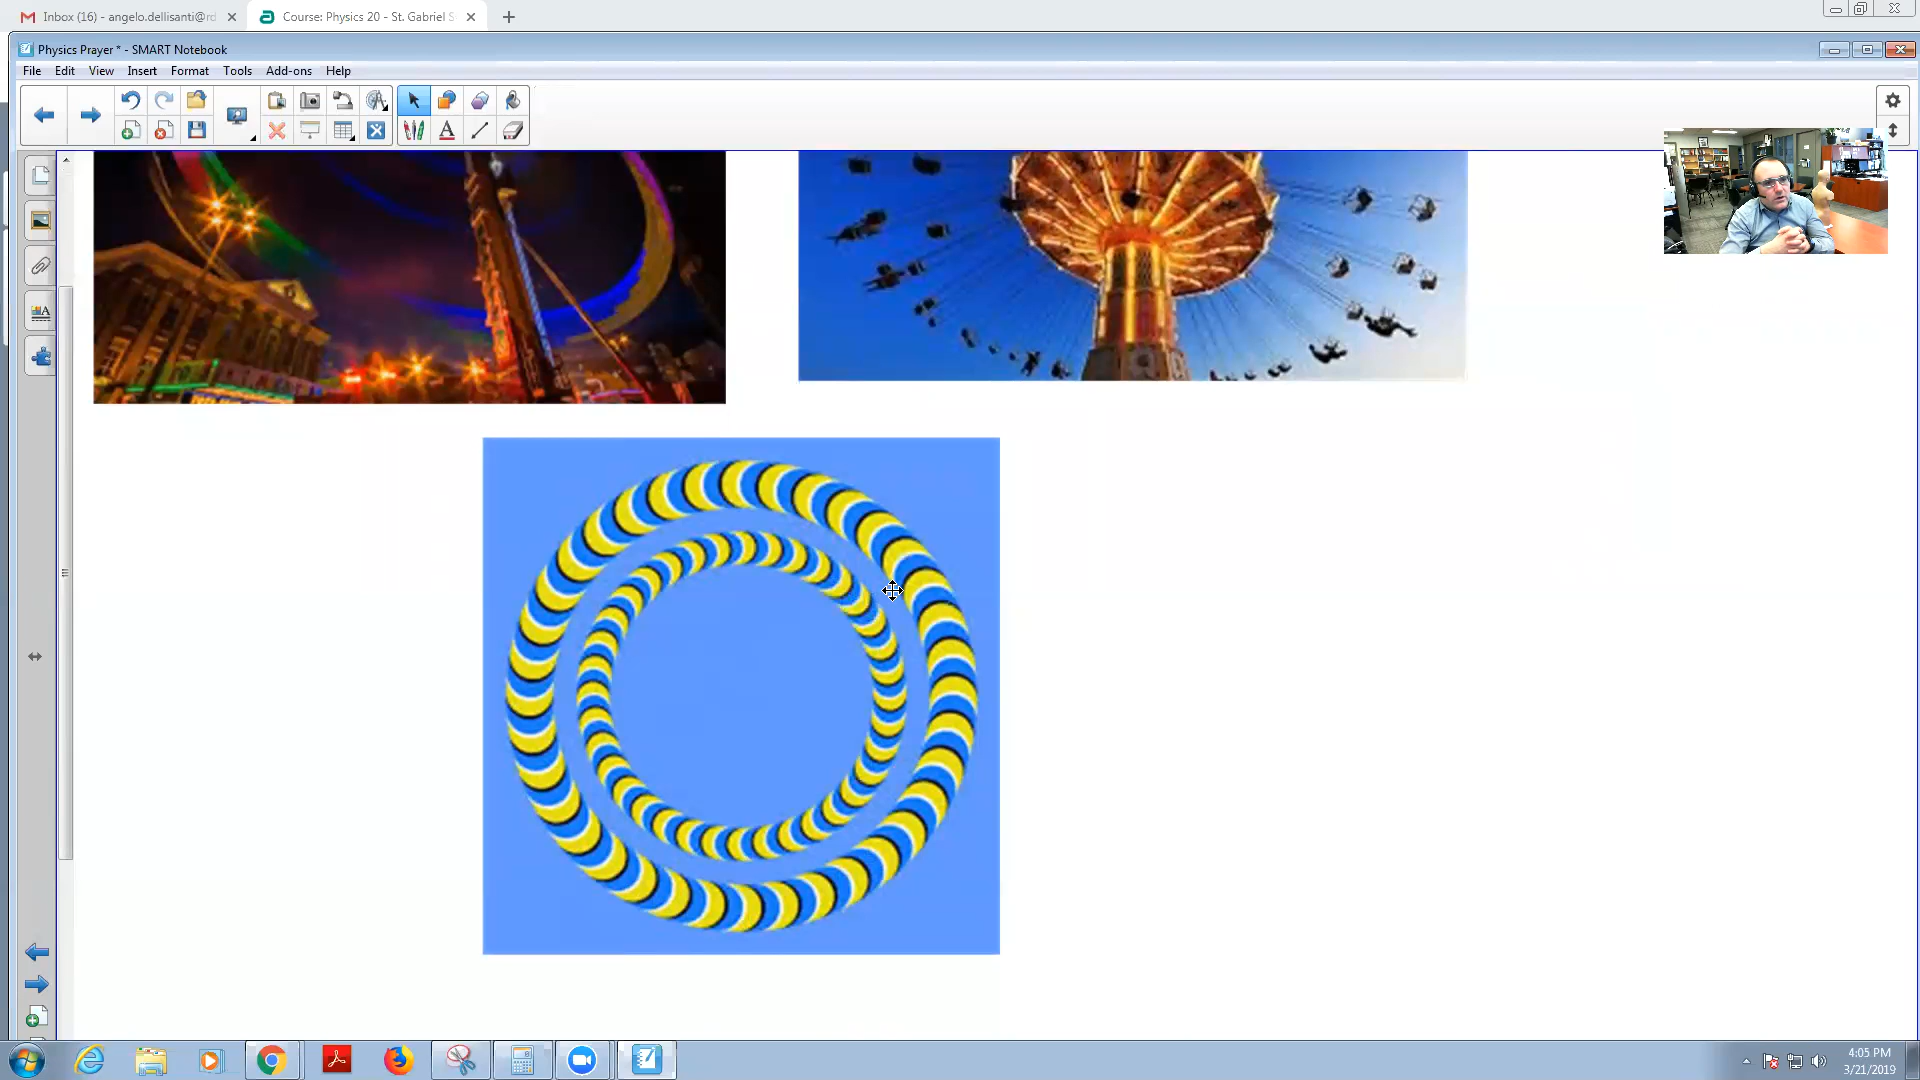 Inbox (16) - angelo.dellisanti@rd
Course: Physics 20 - St. Gabriel S
Physics Prayer * - SMART Notebook
File Edit View Insert Format Tools Add-ons Help
4:05 PM
3/21/2019